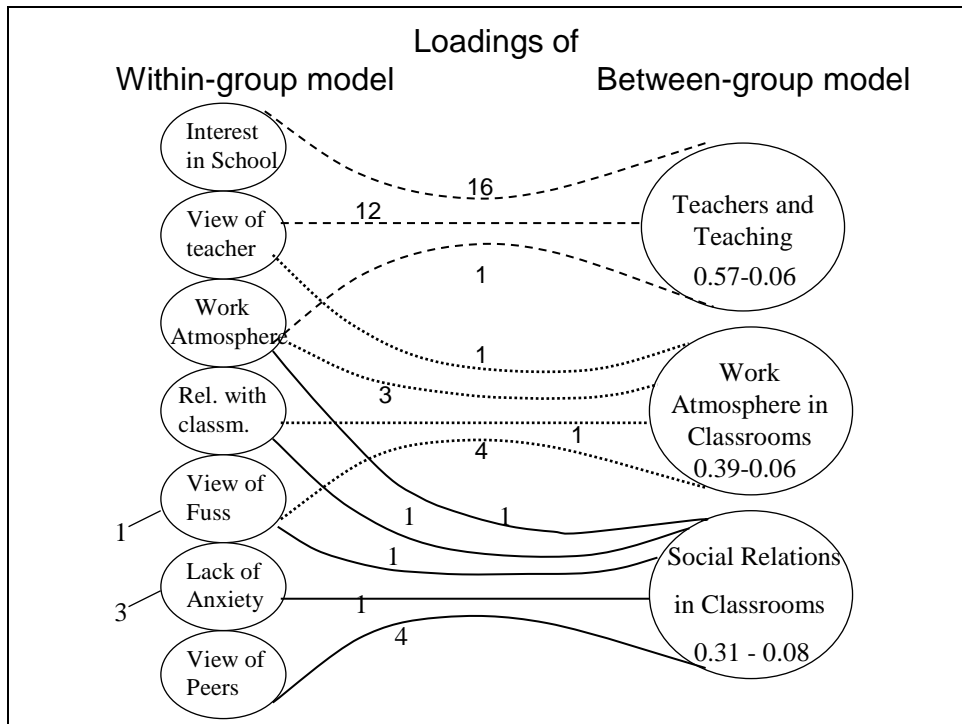 Loadings of
Within-group model
Between-group model
Interest
in School
View of
teacher
Work
Atmosphere
Rel. with
classm.
View of
Fuss
Lack of
Anxiety
View of
Peers
1
3
16
12
1
1
3
1
4
1
1
1
1
4
Teachers and
Teaching
0.57-0.06
Work
Atmosphere in
Classrooms
0.39-0.06
Social Relations
in Classrooms
0.31 - 0.08